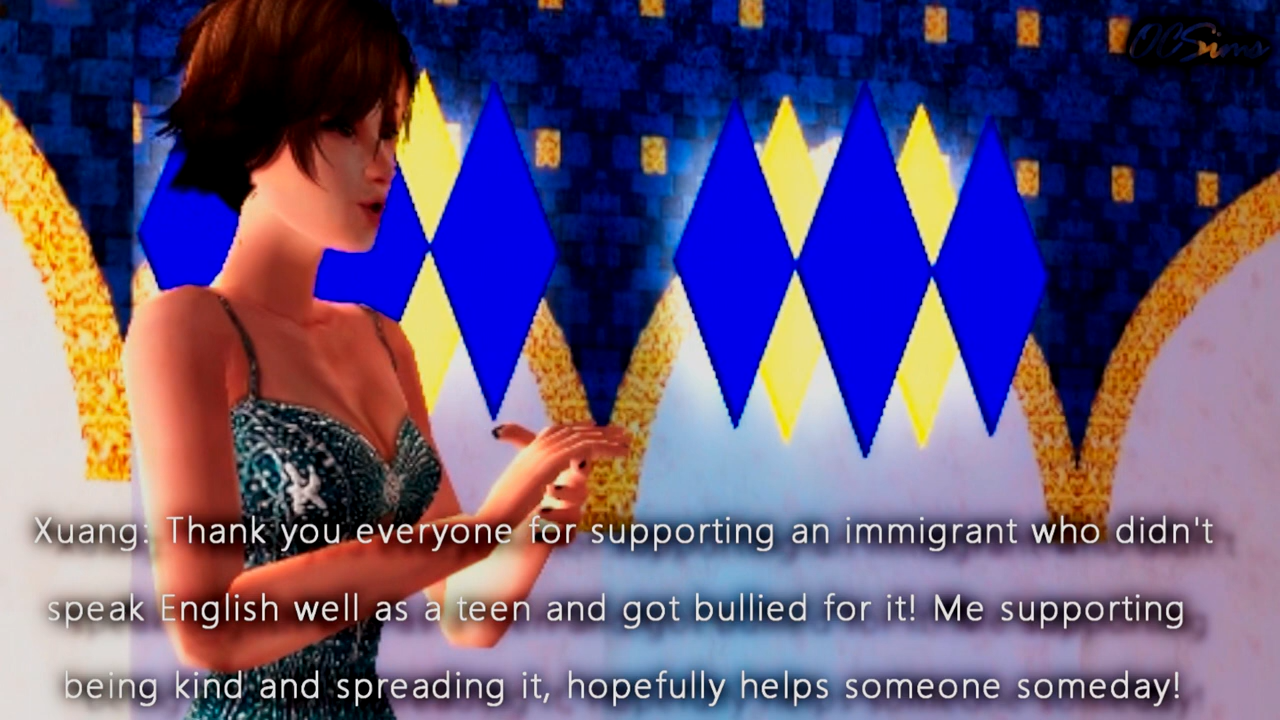 OCSims
Xuang: Thank you everyone for supporting an immigrant who didn't
speak English well as a teen and got bullied for it! Me supporting
being kind and spreading it, hopefully helps someone someday!